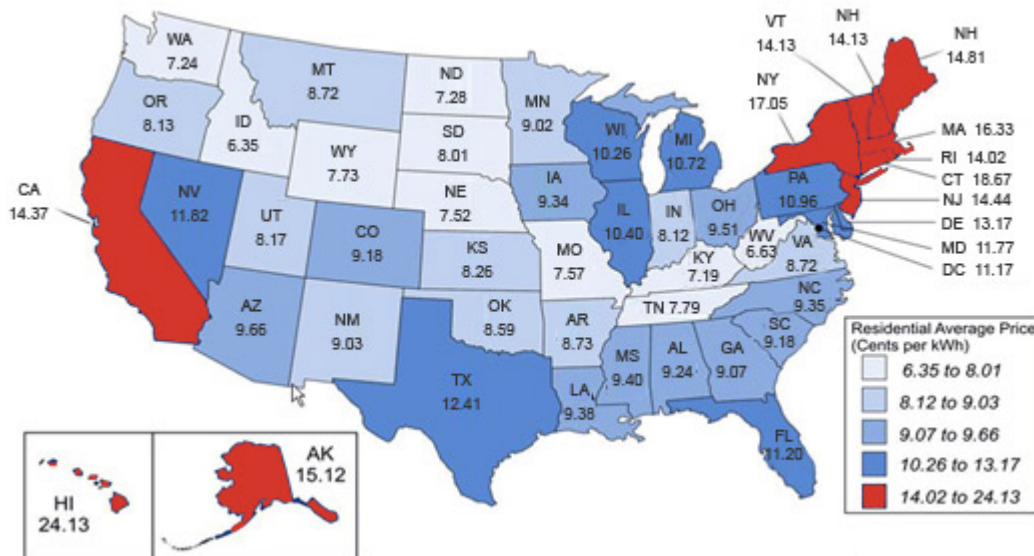 VT
14.13
NH
14.13
NH
14.81
NY
17.05
WA
7.24
MT
8.72
ND
7.28
MN
9.02
OR
8.13
ID
6.35
SD
8.01
WI
10.26
MI
10.72
MA 16.33
RI 14.02
CT 18.67
NJ 14.44
DE 13.17
MD 11.77
DC 11.17
WY
7.73
IA
9.34
NE
7.52
PA
10.96
CA
14.37
NV
11.82
UT
8.17
CO
9.18
IL
10.40
IN
8.12
OH
9.51
WV
6.63
VA
8.72
KS
8.26
MO
7.57
KY
7.19
NC
9.35
TN 7.79
AZ
9.66
NM
9.03
OK
8.59
AR
8.73
SC
9.18
MS
9.40
AL
9.24
GA
9.07
TX
12.41
LA
9.38
FL
11.20
HI
24.13
AK
15.12
Residential Average Price
(Cents per kWh)
6.35 to 8.01
8.12 to 9.03
9.07 to 9.66
10.26 to 13.17
14.02 to 24.13